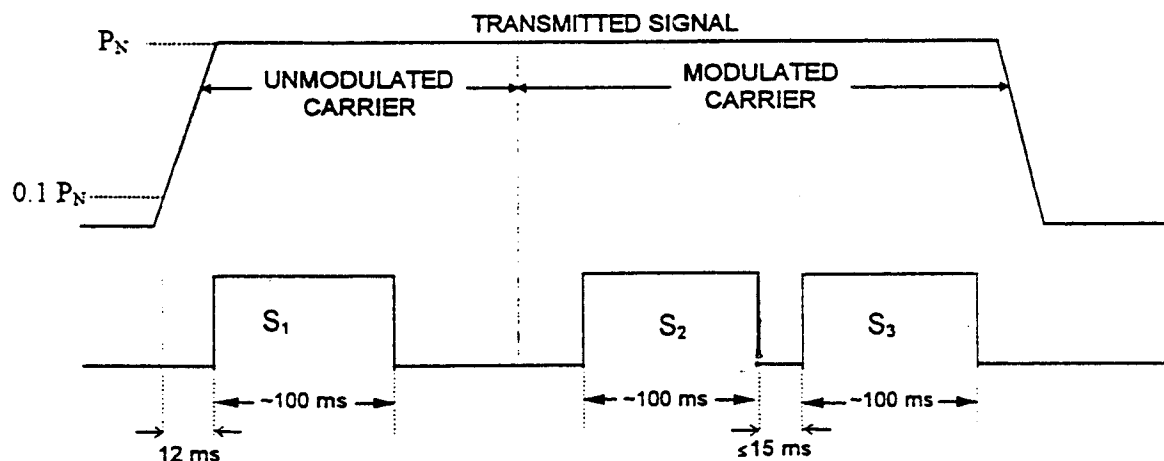 TRANSMITTED SIGNAL
P_N
UNMODULATED
CARRIER
MODULATED
CARRIER
0.1 P_N
S₁
S₂
S₃
~100 ms
~100 ms
~100 ms
12 ms
≤15 ms